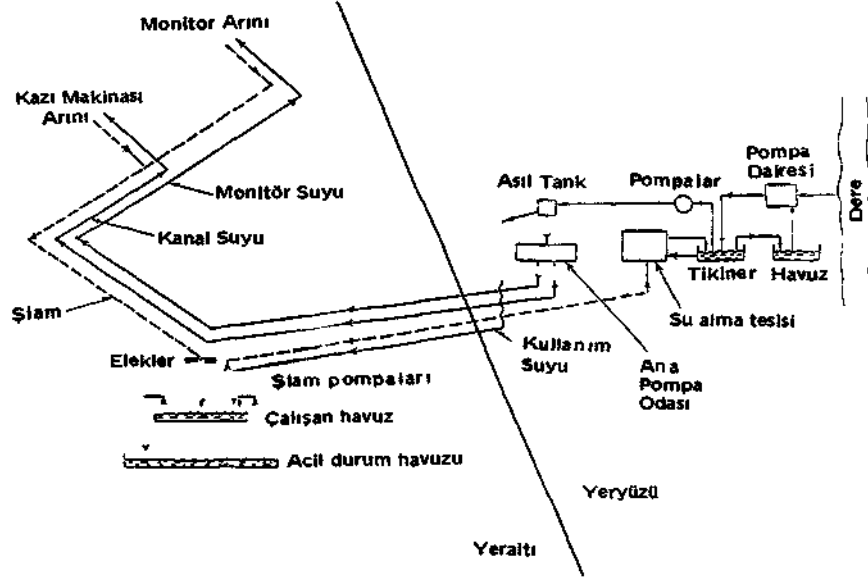 Monitor Arını
Kazı Makinası
Arını
Monitör Suyu
Kanal Suyu
Şlam
Elekler
Şlam pompaları
Çalışan havuz
Acil durum havuzu
Asıl Tank
Pompalar
Pompa
Dairesi
Dere
Tikiner
Havuz
Su alma tesisi
Kullanım
Suyu
Ana
Pompa
Odası
Yeryüzü
Yeraltı